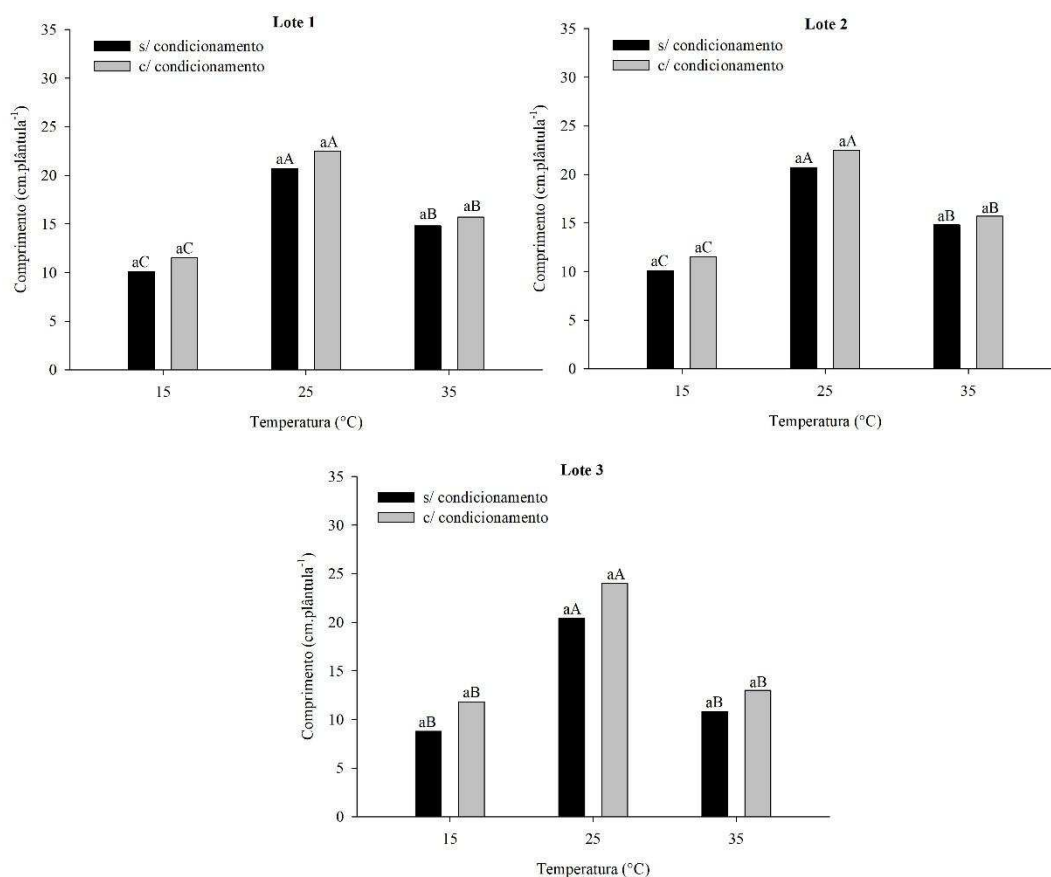 Lote 1
s/ condicionamento
c/ condicionamento
Comprimento (cm.plântula⁻¹)
35
30
25
20
15
10
5
0
aC
aC
aA
aA
aB
aB
15
25
35
Temperatura (°C)
Lote 2
s/ condicionamento
c/ condicionamento
Comprimento (cm.plântula⁻¹)
35
30
25
20
15
10
5
0
aC
aC
aA
aA
aB
aB
15
25
35
Temperatura (°C)
Lote 3
s/ condicionamento
c/ condicionamento
Comprimento (cm.plântula⁻¹)
35
30
25
20
15
10
5
0
aB
aB
aA
aA
aB
aB
15
25
35
Temperatura (°C)